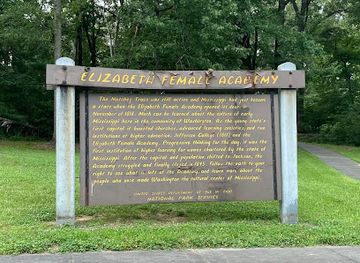 ELIZABETH FEMALE ACADEMY
The Natchez Trace was still active and Mississippi had just become
a state when the Elizabeth Female Academy opened its door in
November of 1818. Much can be learned about the culture of early
Mississippi here in the community of Washington. As the young state's
first capital it boasted churches, advanced learning societies, and two
institutions of higher education, Jefferson College (1811) and the
Elizabeth Female Academy. Progressive thinking for the day, it was the
first institution of higher learning for women chartered by the state of
Mississippi. After the capital and population shifted to Jackson, the
Academy struggled and finally closed in 1845. Follow the path to your
right to see what is left of the Academy, and learn more about the
people who once made Washington the cultural center of Mississippi.
UNITED STATES DEPARTMENT OF THE INTERIOR
NATIONAL PARK SERVICE